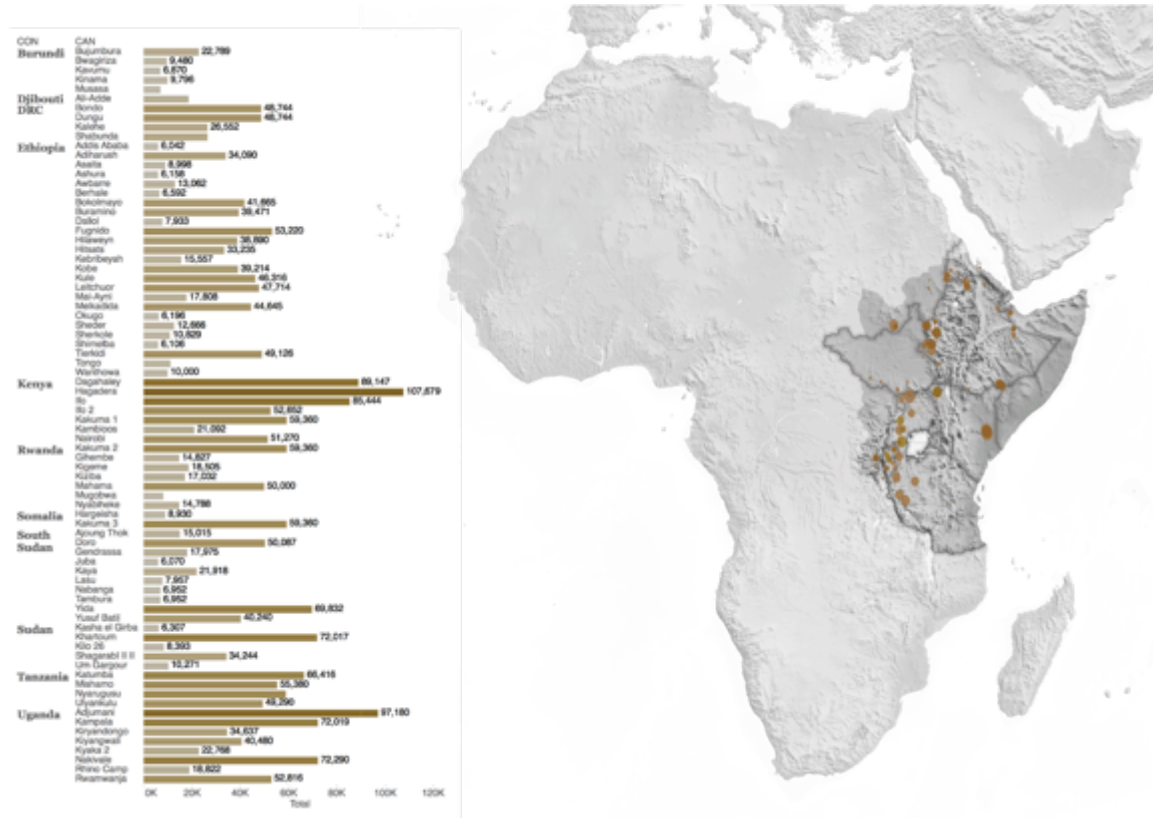 CON CAN
Burundi Bujumbura 22,789
Bwagiriza 9,480
Kavumu 6,670
Kinama 9,796
Musasa
Djibouti Ali-Adde
DRC Bondo 48,744
Dungu 48,744
Kalehe 26,552
Shabunda
Ethiopia Addis Ababa 6,042
Adiharush 34,090
Asaita 8,998
Ashura 6,158
Awbarre 13,062
Berhale 6,592
Bokolmayo 41,665
Buramino 39,471
Dallol 7,933
Fugnido 53,220
Hilaweyn 38,890
Hitsats 33,235
Kebribeyah 15,557
Kobe 39,214
Kule 46,316
Leitchuor 47,714
Mai-Ayni 17,808
Melkadida 44,645
Okugo 6,196
Sheder 12,666
Sherkole 10,829
Shimelba 6,106
Tierkidi 49,126
Tongo
Wanthowa 10,000
Kenya Dagahaley 89,147
Hagadera 107,679
Ifo 85,444
Ifo 2 52,652
Kakuma 1 59,360
Kambioos 21,092
Nairobi 51,270
Kakuma 2 59,360
Rwanda Gihembe 14,627
Kigeme 18,505
Kiziba 17,032
Mahama 50,000
Mugobwa
Nyabiheke 14,788
Somalia Hargeisha 8,930
Kakuma 3 59,360
South Sudan Ajoung Thok 15,015
Doro 50,087
Gendrassa 17,975
Juba 6,070
Kaya 21,918
Lasu 7,957
Nabanga 6,952
Tambura 6,952
Yida 69,832
Yusuf Batil 40,240
Sudan Kasha el Girba 6,307
Khartoum 72,017
Kilo 26 8,393
Shagarabl II II 34,244
Um Gargour 10,271
Tanzania Katumba 66,416
Mishamo 55,380
Nyarugusu
Ulyankulu 49,290
Uganda Adjumani 97,180
Kampala 72,019
Kiryandongo 34,637
Kiyangwali 40,480
Kyaka 2 22,768
Nakivale 72,290
Rhino Camp 18,822
Rwamwanja 52,816
0K 20K 40K 60K 80K 100K 120K
Total